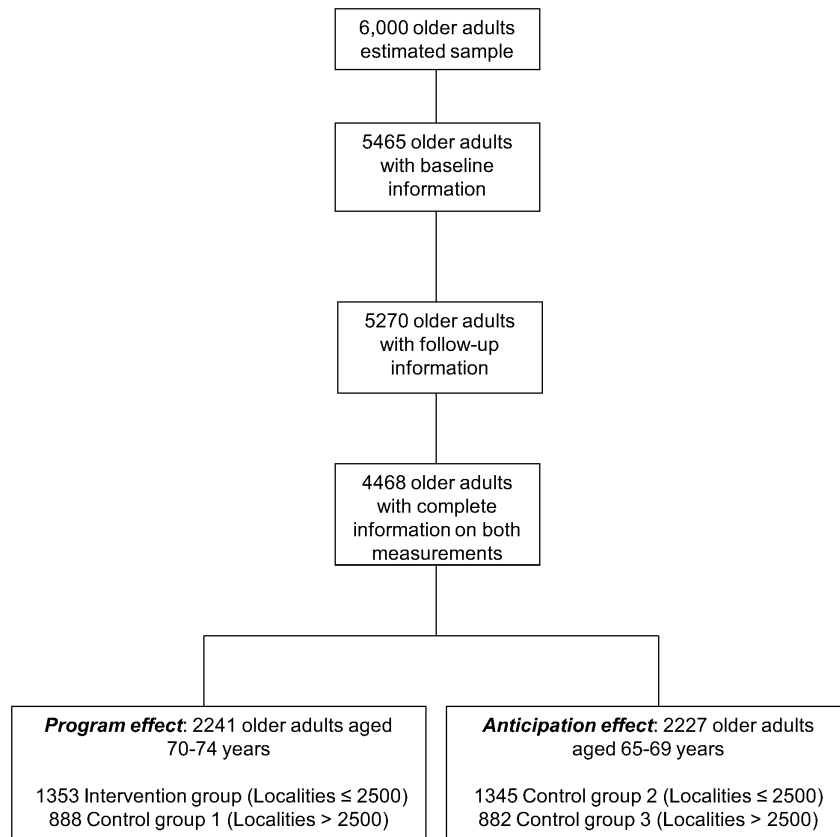 6,000 older adults
estimated sample
5465 older adults
with baseline
information
5270 older adults
with follow-up
information
4468 older adults
with complete
information on both
measurements
Program effect: 2241 older adults aged
70-74 years
1353 Intervention group (Localities ≤ 2500)
888 Control group 1 (Localities > 2500)
Anticipation effect: 2227 older adults
aged 65-69 years
1345 Control group 2 (Localities ≤ 2500)
882 Control group 3 (Localities > 2500)